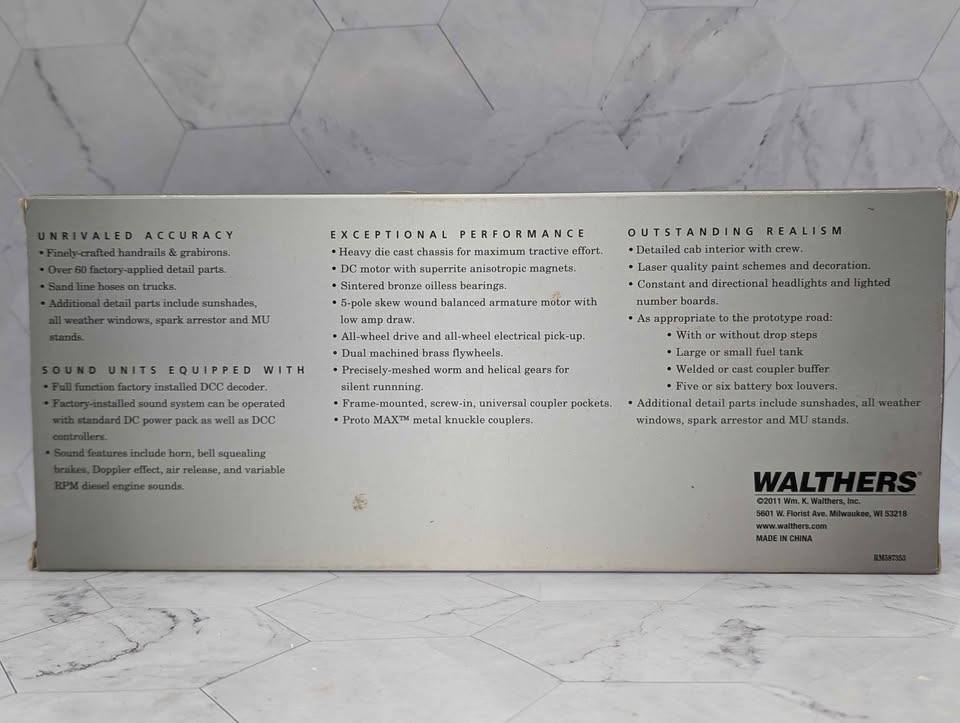 UNRIVALED ACCURACY
• Finely-crafted handrails & grabirons.
• Over 60 factory-applied detail parts.
• Sand line hoses on trucks.
• Additional detail parts include sunshades,
all weather windows, spark arrestor and MU
stands.
SOUND UNITS EQUIPPED WITH
• Full function factory installed DCC decoder.
• Factory-installed sound system can be operated
with standard DC power pack as well as DCC
controllers.
• Sound features include horn, bell squealing
brakes, Doppler effect, air release, and variable
RPM diesel engine sounds.
EXCEPTIONAL PERFORMANCE
• Heavy die cast chassis for maximum tractive effort.
• DC motor with superrite anisotropic magnets.
• Sintered bronze oilless bearings.
• 5-pole skew wound balanced armature motor with
low amp draw.
• All-wheel drive and all-wheel electrical pick-up.
• Dual machined brass flywheels.
• Precisely-meshed worm and helical gears for
silent runnning.
• Frame-mounted, screw-in, universal coupler pockets.
• Proto MAX™ metal knuckle couplers.
OUTSTANDING REALISM
• Detailed cab interior with crew.
• Laser quality paint schemes and decoration.
• Constant and directional headlights and lighted
number boards.
• As appropriate to the prototype road:
• With or without drop steps
• Large or small fuel tank
• Welded or cast coupler buffer
• Five or six battery box louvers.
• Additional detail parts include sunshades, all weather
windows, spark arrestor and MU stands.
WALTHERS®
©2011 Wm. K. Walthers, Inc.
5601 W. Florist Ave. Milwaukee, WI 53218
www.walthers.com
MADE IN CHINA
RM587353